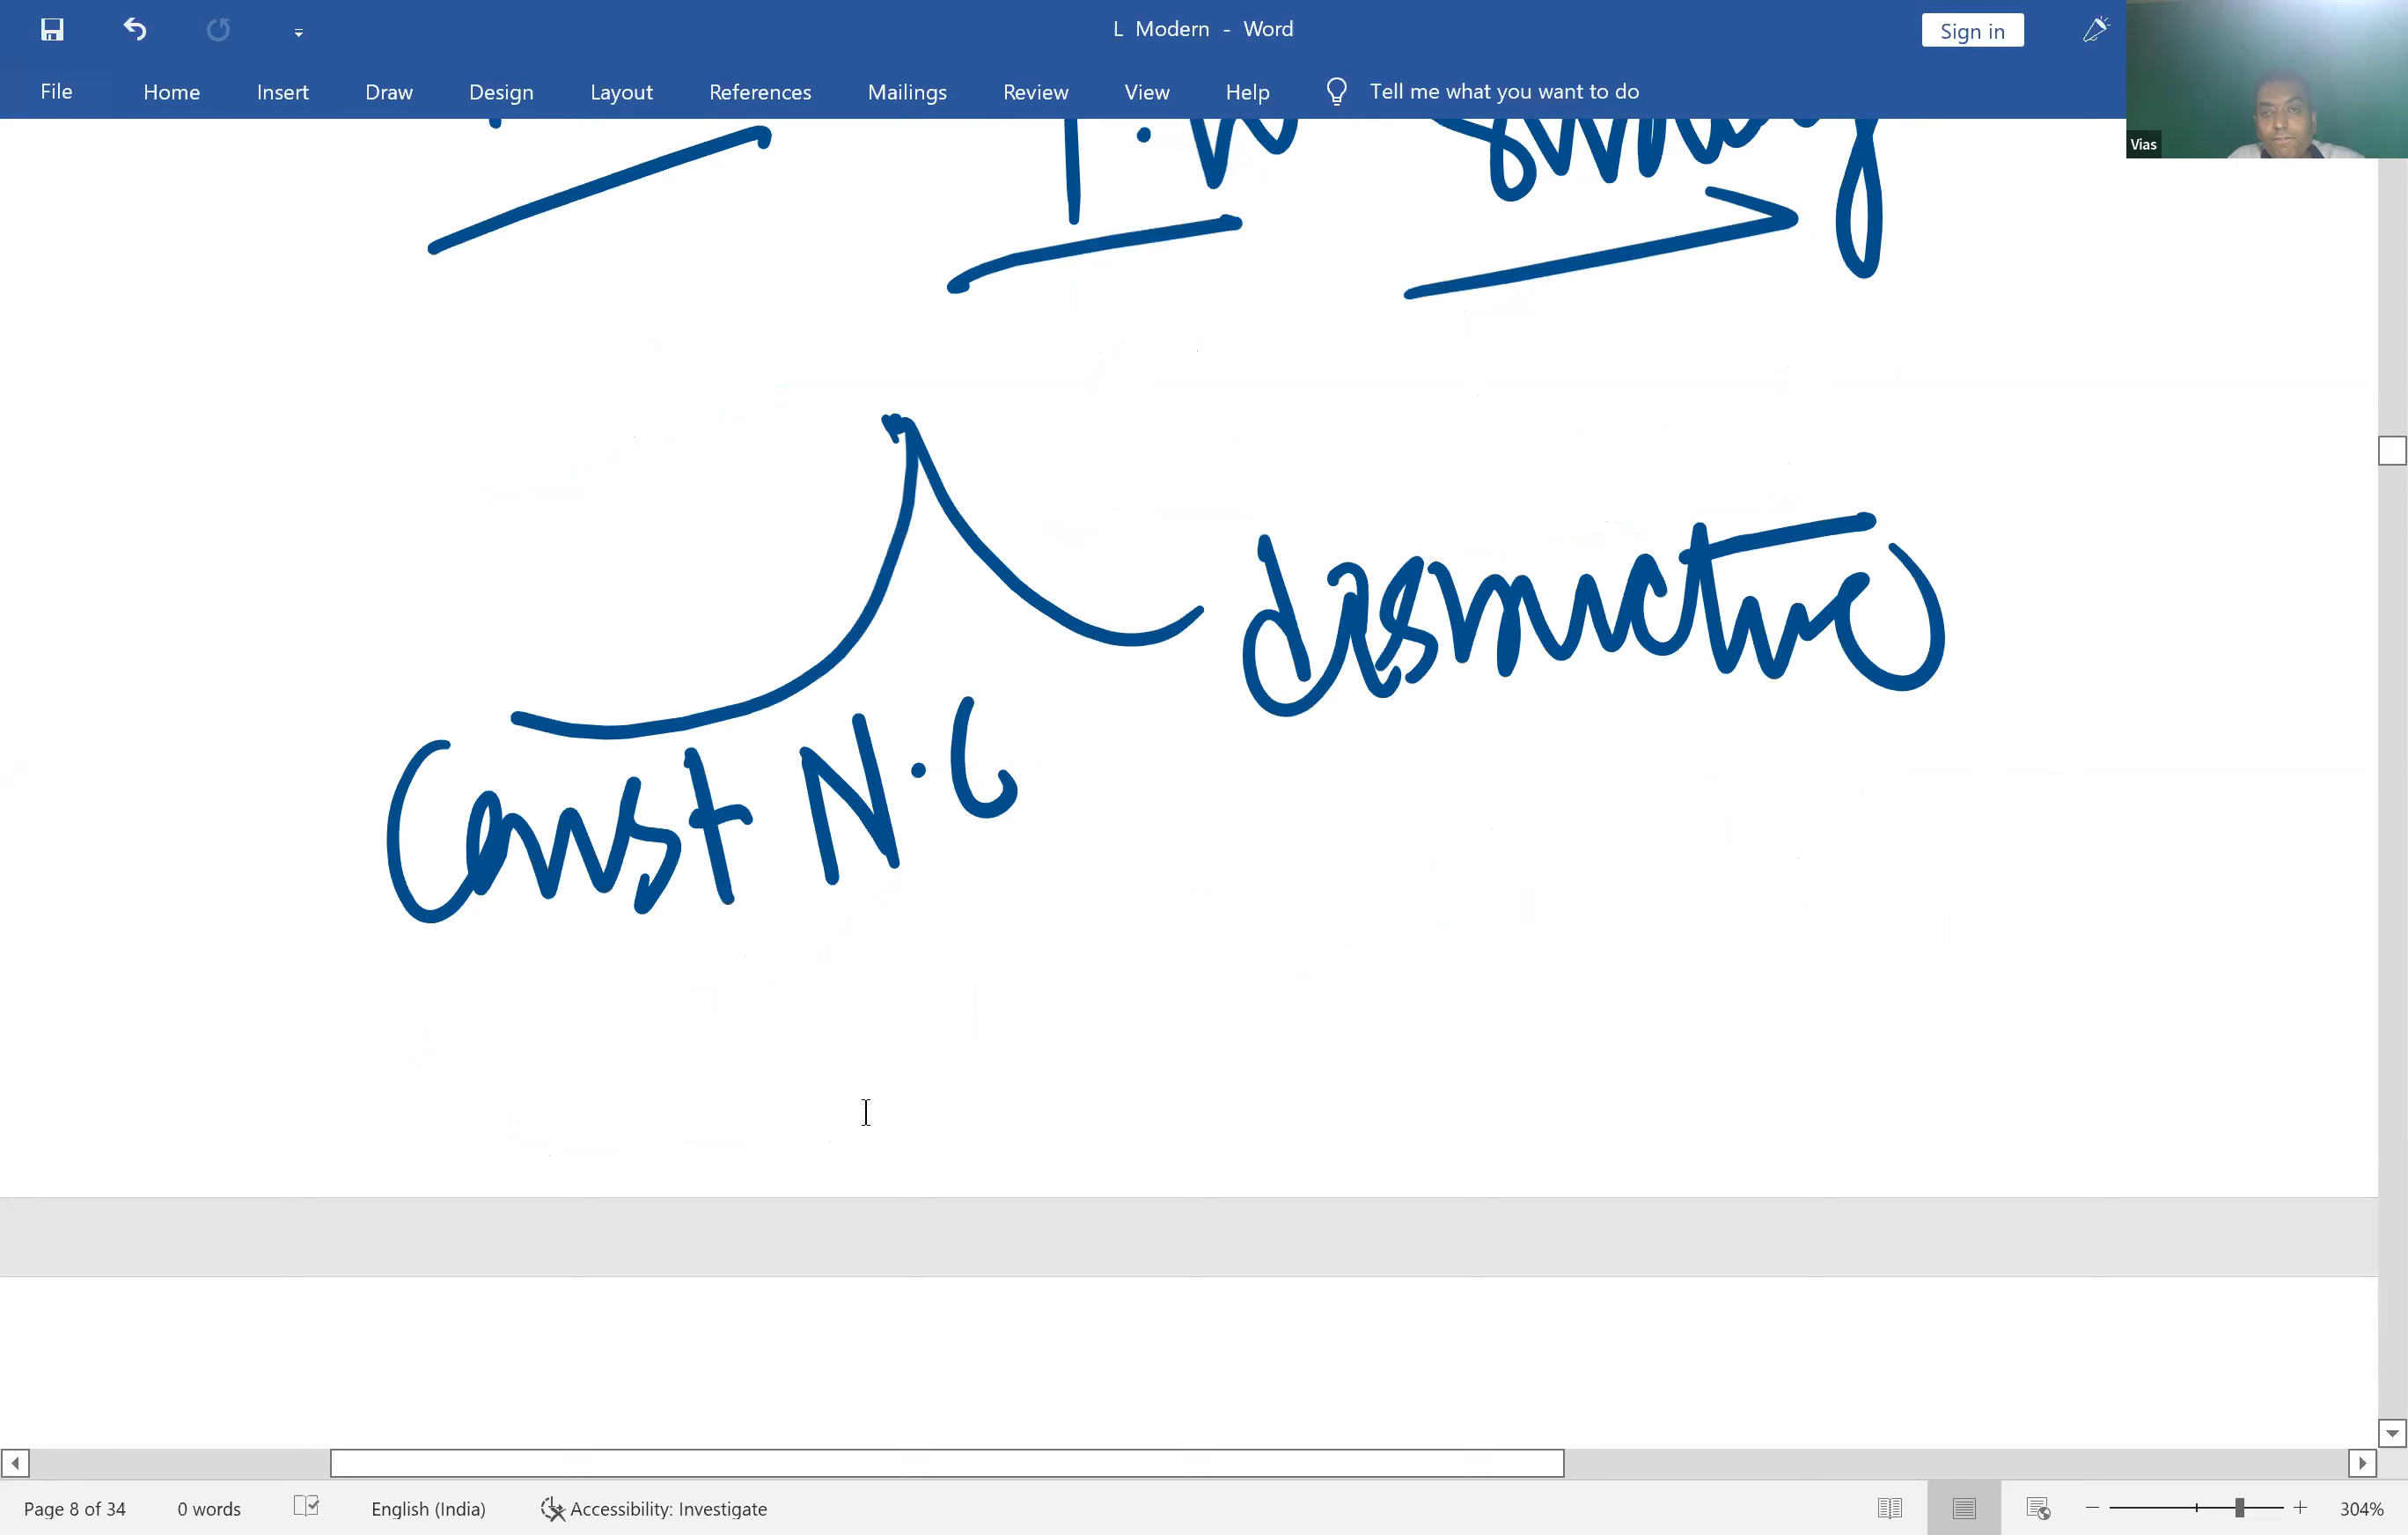 L Modern - Word
Sign in
File Home Insert Draw Design Layout References Mailings Review View Help Tell me what you want to do
Vias
disructive
Const N.C
Page 8 of 34 0 words English (India) Accessibility: Investigate 304%